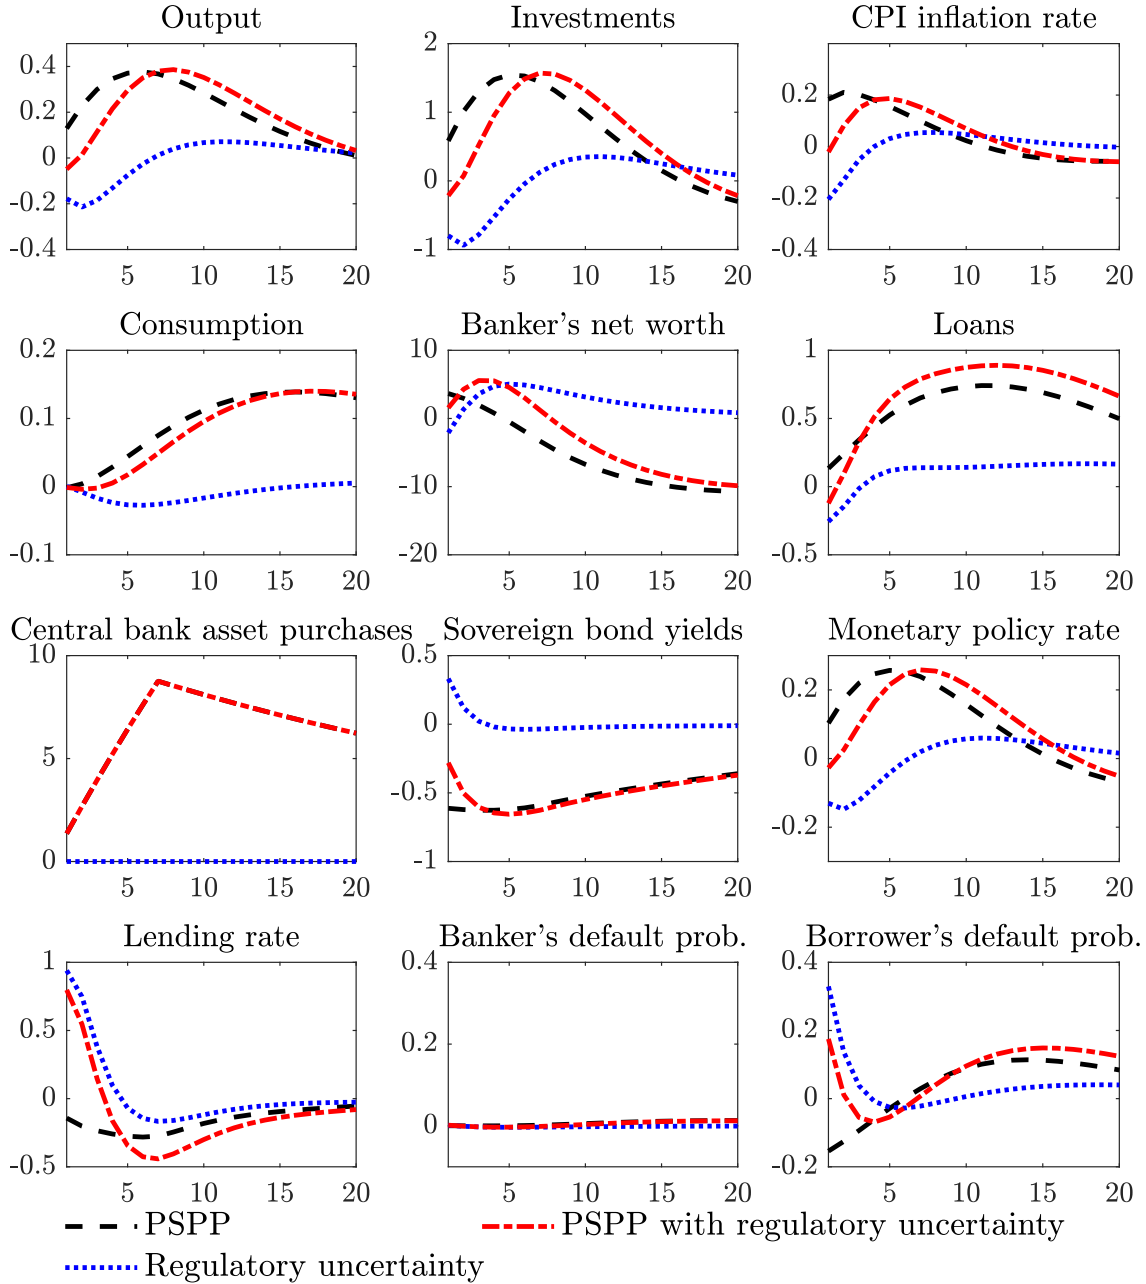 Output Investments CPI inflation rate
0.4 2
0.2 1 0.2
0 0 0
-0.2 -0.2
-0.4 -1 -0.4
5 10 15 20 5 10 15 20 5 10 15 20
Consumption Banker's net worth Loans
0.2 10 1
0.1 0 0.5
0 -10 0
-0.1 -20 -0.5
5 10 15 20 5 10 15 20 5 10 15 20
Central bank asset purchases Sovereign bond yields Monetary policy rate
10 0.5
0 0.2
5 0
-0.5 -0.2
0 -1
5 10 15 20 5 10 15 20 5 10 15 20
Lending rate Banker's default prob. Borrower's default prob.
1 0.4 0.4
0.5 0.2 0.2
0 0 0
-0.5 -0.2
5 10 15 20 5 10 15 20 5 10 15 20
PSPP PSPP with regulatory uncertainty
Regulatory uncertainty